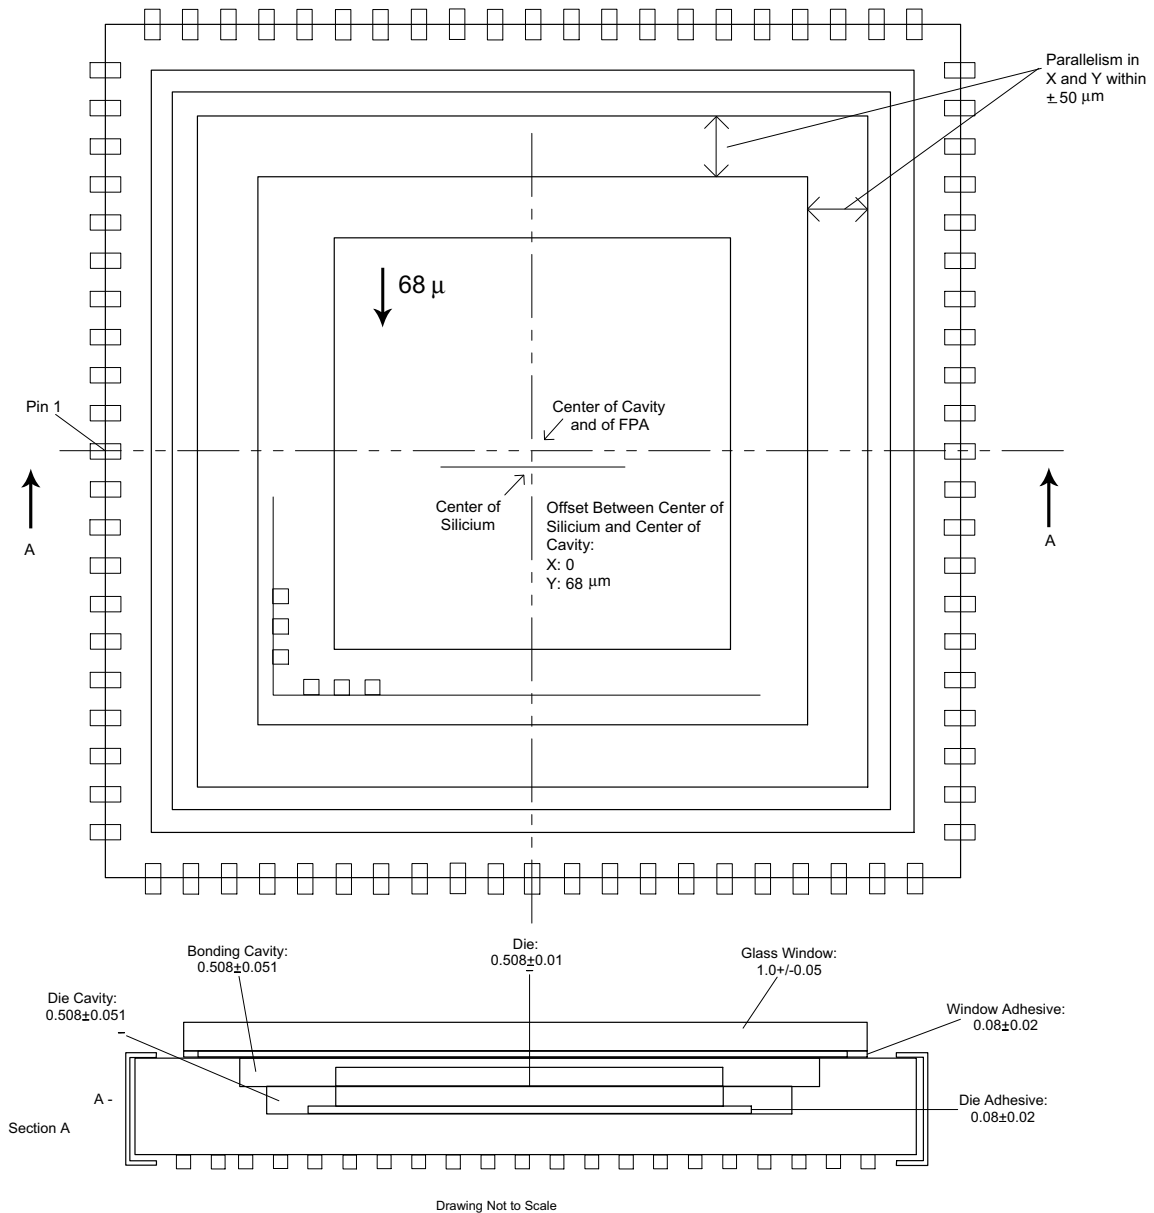 Parallelism in
X and Y within
± 50 μm
68 μ
Pin 1
Center of Cavity
and of FPA
Center of
Silicium
Offset Between Center of
Silicium and Center of
Cavity:
X: 0
Y: 68 μm
A
A
Bonding Cavity:
0.508±0.051
Die:
0.508±0.01
Glass Window:
1.0+/-0.05
Die Cavity:
0.508±0.051
Window Adhesive:
0.08±0.02
A -
Section A
Die Adhesive:
0.08±0.02
Drawing Not to Scale